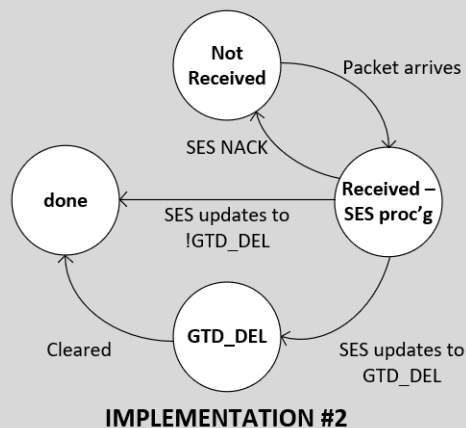 Not
Received
Packet arrives
SES NACK
Received –
SES proc'g
done
SES updates to
!GTD_DEL
GTD_DEL
Cleared
SES updates to
GTD_DEL
IMPLEMENTATION #2